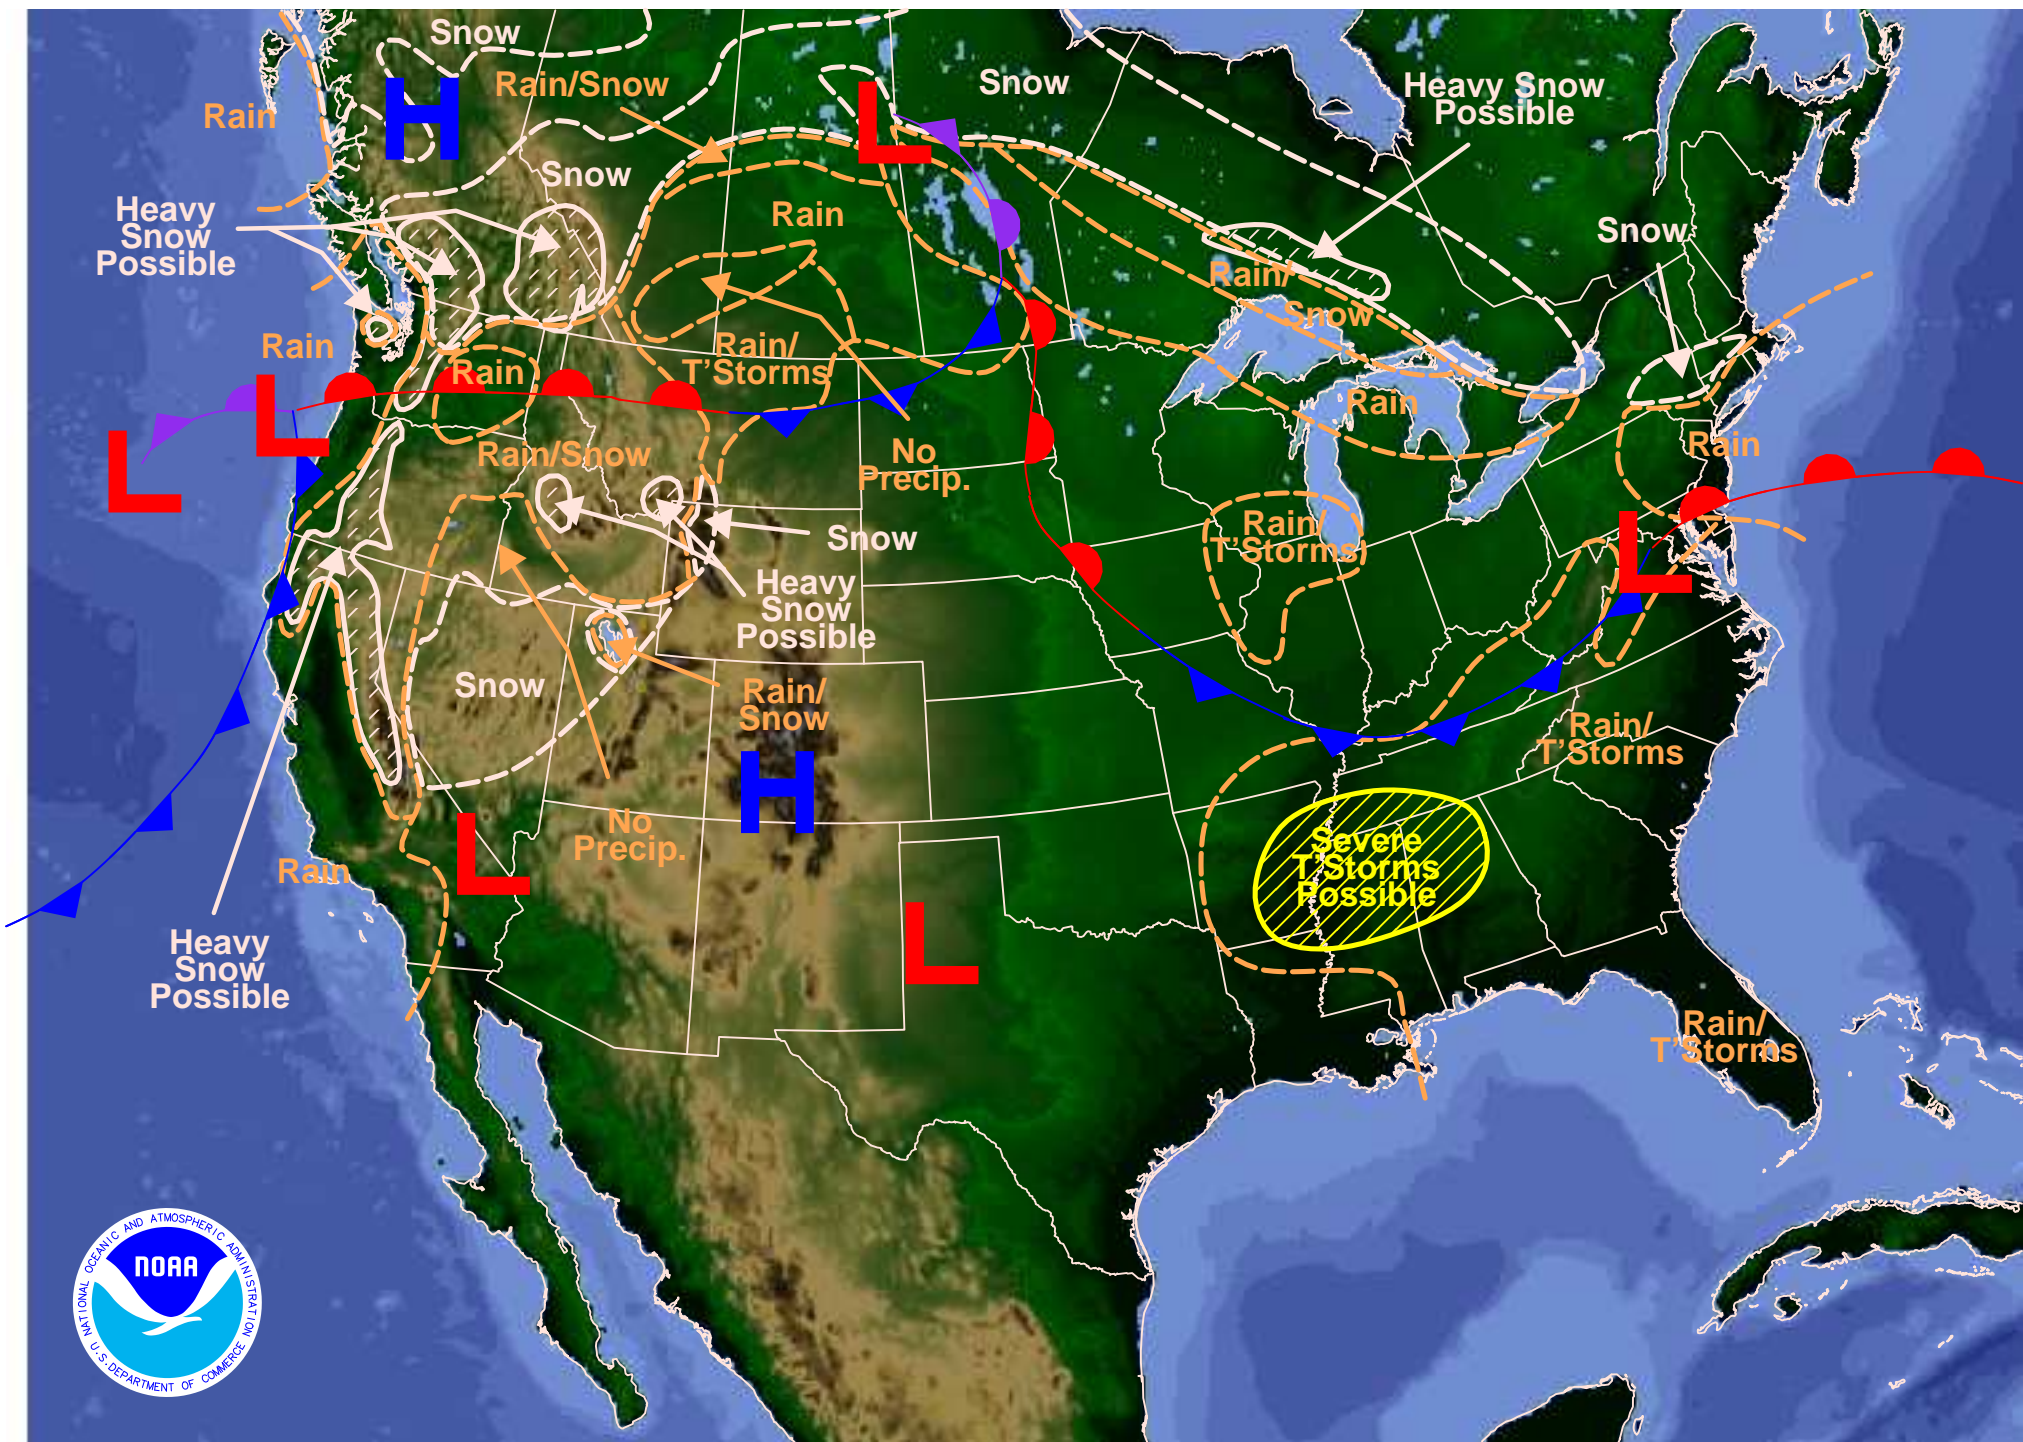 Snow
Rain/Snow
Snow
Heavy Snow
Possible
Rain
H
L
Snow
Heavy
Snow
Possible
Rain
Snow
Rain/
Snow
Rain
Rain/
T'Storms
Rain
L
Rain
L
Rain/Snow
No
Precip.
Rain
Snow
Rain/
T'Storms
L
Heavy
Snow
Possible
Snow
Rain/
Snow
H
Rain/
T'Storms
No
Precip.
L
Rain
Severe
T'Storms
Possible
L
Heavy
Snow
Possible
Rain/
T'Storms
NOAA
NATIONAL OCEANIC AND ATMOSPHERIC ADMINISTRATION
U.S. DEPARTMENT OF COMMERCE